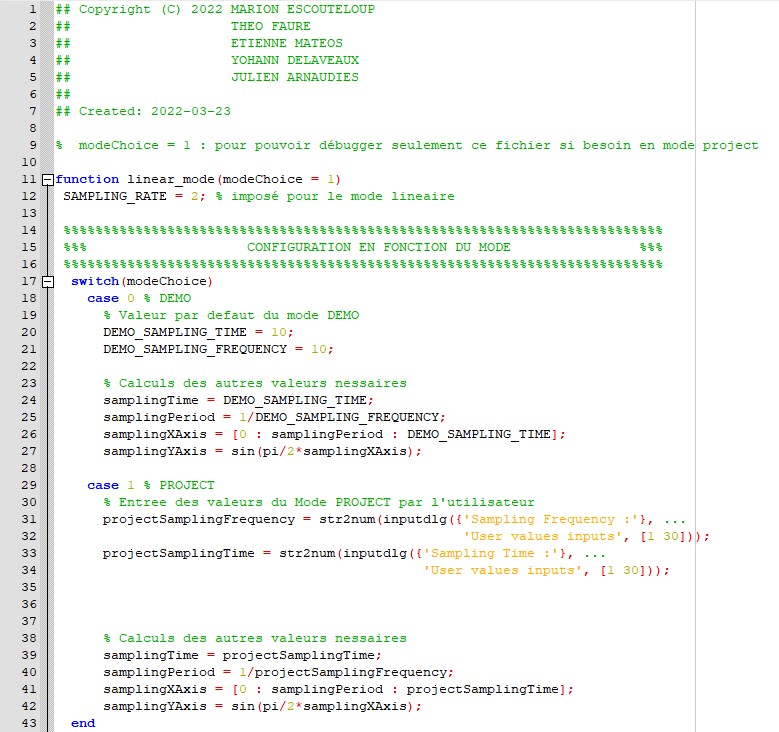 1 ## Copyright (C) 2022 MARION ESCOUTELOUP
2 ## THEO FAURE
3 ## ETIENNE MATEOS
4 ## YOHANN DELAVEAUX
5 ## JULIEN ARNAUDIES
6 ##
7 ## Created: 2022-03-23
8
9 % modeChoice = 1 : pour pouvoir débugger seulement ce fichier si besoin en mode project
10
11 function linear_mode(modeChoice = 1)
12 SAMPLING_RATE = 2; % imposé pour le mode lineaire
13
14 %%%%%%%%%%%%%%%%%%%%%%%%%%%%%%%%%%%%%%%%%%%%%%%%%%%%%%%%%%%%%%%%%%%%%%%%%%%%%
15 %%% CONFIGURATION EN FONCTION DU MODE %%%
16 %%%%%%%%%%%%%%%%%%%%%%%%%%%%%%%%%%%%%%%%%%%%%%%%%%%%%%%%%%%%%%%%%%%%%%%%%%%%%
17 switch(modeChoice)
18 case 0 % DEMO
19 % Valeur par defaut du mode DEMO
20 DEMO_SAMPLING_TIME = 10;
21 DEMO_SAMPLING_FREQUENCY = 10;
22
23 % Calculs des autres valeurs nessaires
24 samplingTime = DEMO_SAMPLING_TIME;
25 samplingPeriod = 1/DEMO_SAMPLING_FREQUENCY;
26 samplingXAxis = [0 : samplingPeriod : DEMO_SAMPLING_TIME];
27 samplingYAxis = sin(pi/2*samplingXAxis);
28
29 case 1 % PROJECT
30 % Entree des valeurs du Mode PROJECT par l'utilisateur
31 projectSamplingFrequency = str2num(inputdlg({'Sampling Frequency :'}, ...
32 'User values inputs', [1 30]));
33 projectSamplingTime = str2num(inputdlg({'Sampling Time :'}, ...
34 'User values inputs', [1 30]));
35
36
37
38 % Calculs des autres valeurs nessaires
39 samplingTime = projectSamplingTime;
40 samplingPeriod = 1/projectSamplingFrequency;
41 samplingXAxis = [0 : samplingPeriod : projectSamplingTime];
42 samplingYAxis = sin(pi/2*samplingXAxis);
43 end